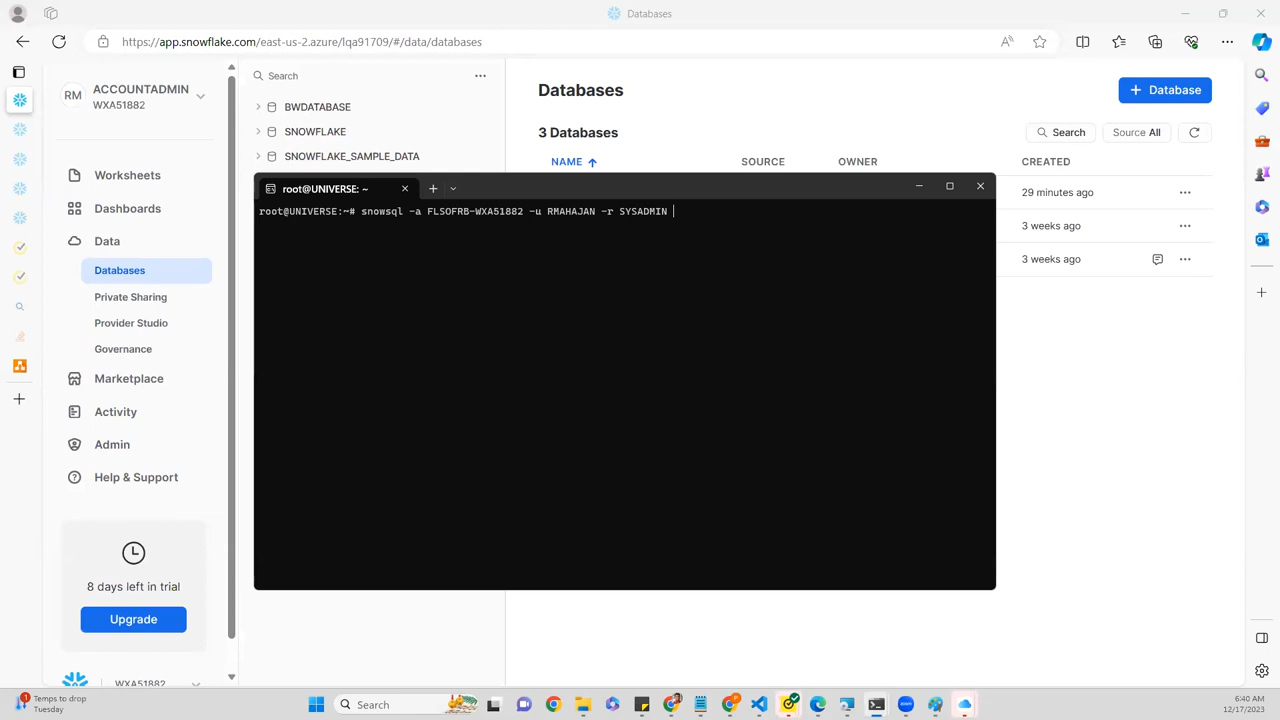 Databases
https://app.snowflake.com/east-us-2.azure/lqa91709/#/data/databases
RM
ACCOUNTADMIN
WXA51882
Worksheets
Dashboards
Data
Databases
Private Sharing
Provider Studio
Governance
Marketplace
Activity
Admin
Help & Support
8 days left in trial
Upgrade
WXA51882
Search
BWDATABASE
SNOWFLAKE
SNOWFLAKE_SAMPLE_DATA
Databases
+ Database
3 Databases
Search
Source All
NAME
SOURCE
OWNER
CREATED
29 minutes ago
3 weeks ago
3 weeks ago
root@UNIVERSE: ~
root@UNIVERSE:~# snowsql -a FLSOFRB-WXA51882 -u RMAHAJAN -r SYSADMIN
1
Temps to drop
Tuesday
Search
6:40 AM
12/17/2023